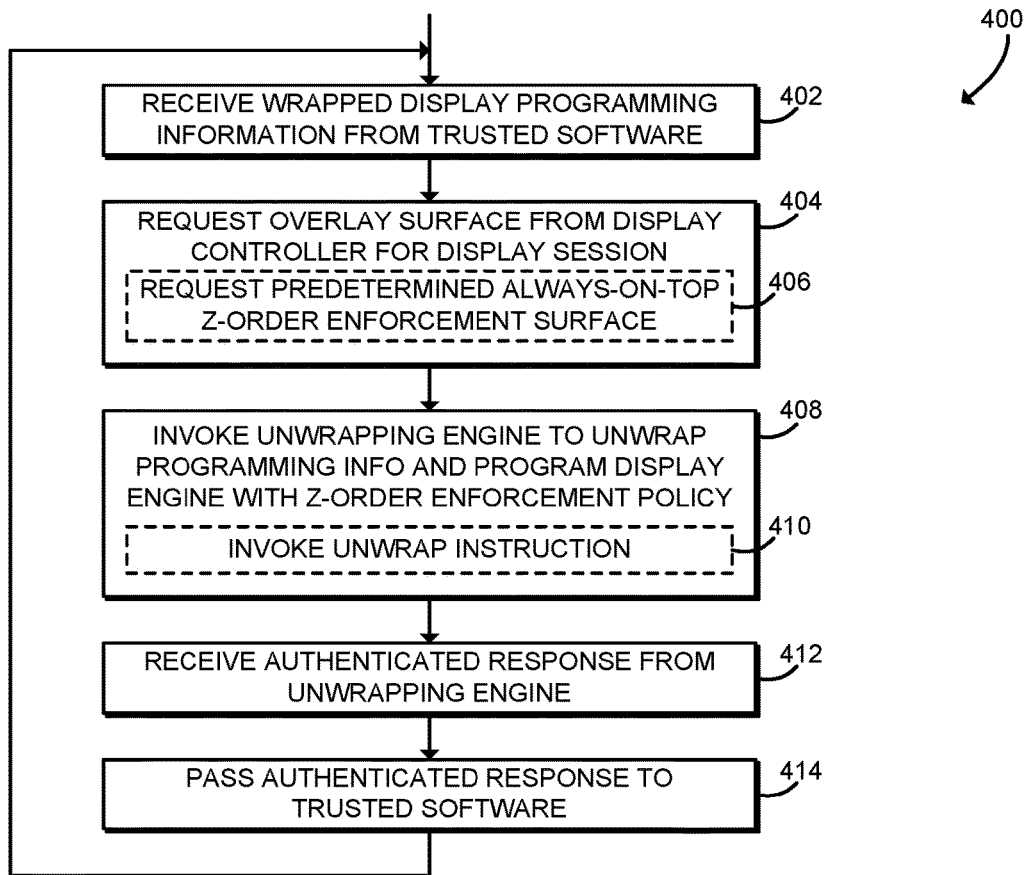 400
RECEIVE WRAPPED DISPLAY PROGRAMMING
INFORMATION FROM TRUSTED SOFTWARE
402
REQUEST OVERLAY SURFACE FROM DISPLAY
CONTROLLER FOR DISPLAY SESSION
404
REQUEST PREDETERMINED ALWAYS-ON-TOP
Z-ORDER ENFORCEMENT SURFACE
406
INVOKE UNWRAPPING ENGINE TO UNWRAP
PROGRAMMING INFO AND PROGRAM DISPLAY
ENGINE WITH Z-ORDER ENFORCEMENT POLICY
408
INVOKE UNWRAP INSTRUCTION
410
RECEIVE AUTHENTICATED RESPONSE FROM
UNWRAPPING ENGINE
412
PASS AUTHENTICATED RESPONSE TO
TRUSTED SOFTWARE
414